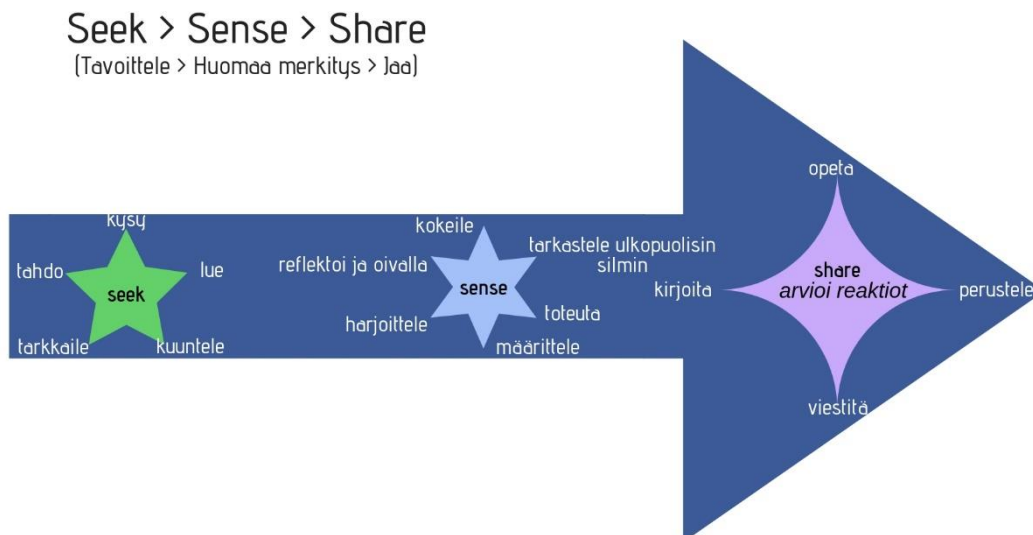 Seek > Sense > Share
(Tavoittele > Huomaa merkitys > Jaa)
kysy
tahdo
lue
seek
tarkkaile
kuuntele
kokeile
reflektoi ja oivalla
tarkastele ulkopuolisin
silmin
sense
harjoittele
toteuta
määrittele
opeta
kirjoita
share
arvioi reaktiot
perustele
viestitä